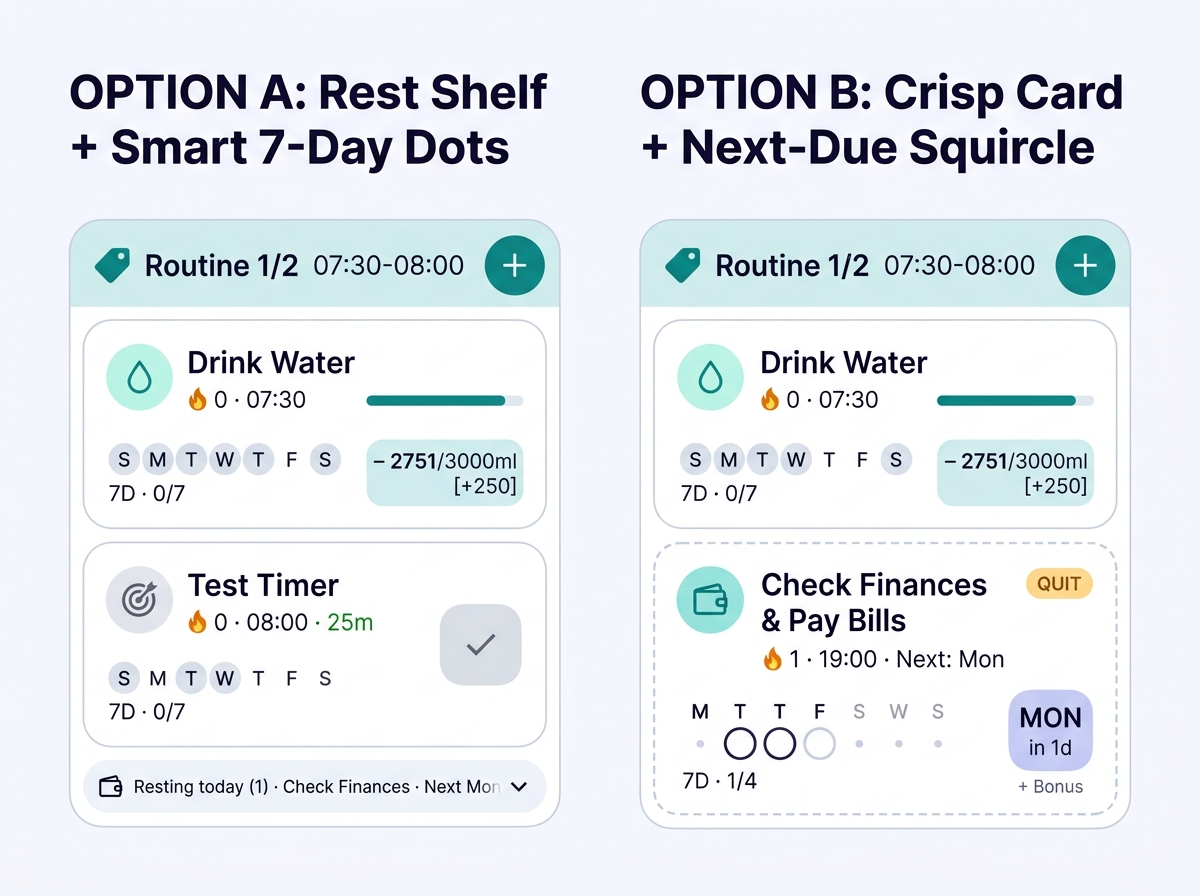 OPTION A: Rest Shelf
+ Smart 7-Day Dots
Routine 1/2 07:30-08:00 +
Drink Water
🔥 0 · 07:30
S M T W T F S
7D · 0/7
– 2751/3000ml
[+250]
Test Timer
🔥 0 · 08:00 · 25m
S M T W T F S
7D · 0/7
Resting today (1) · Check Finances · Next Mon
OPTION B: Crisp Card
+ Next-Due Squircle
Routine 1/2 07:30-08:00 +
Drink Water
🔥 0 · 07:30
S M T W T F S
7D · 0/7
– 2751/3000ml
[+250]
Check Finances
& Pay Bills
QUIT
🔥 1 · 19:00 · Next: Mon
M T T F S W S
7D · 1/4
MON
in 1d
+ Bonus